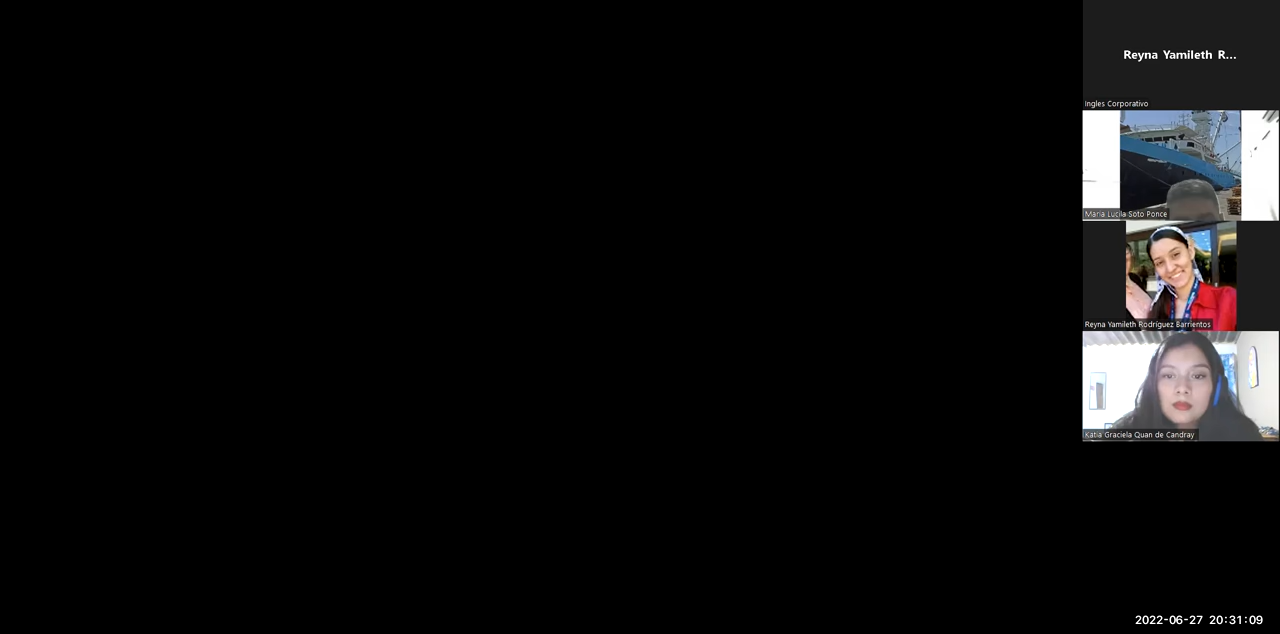 Reyna Yamileth R...
Ingles Corporativo
Maria Lucila Soto Ponce
Reyna Yamileth Rodríguez Barrientos
Katia Graciela Quan de Candray
2022-06-27 20:31:09